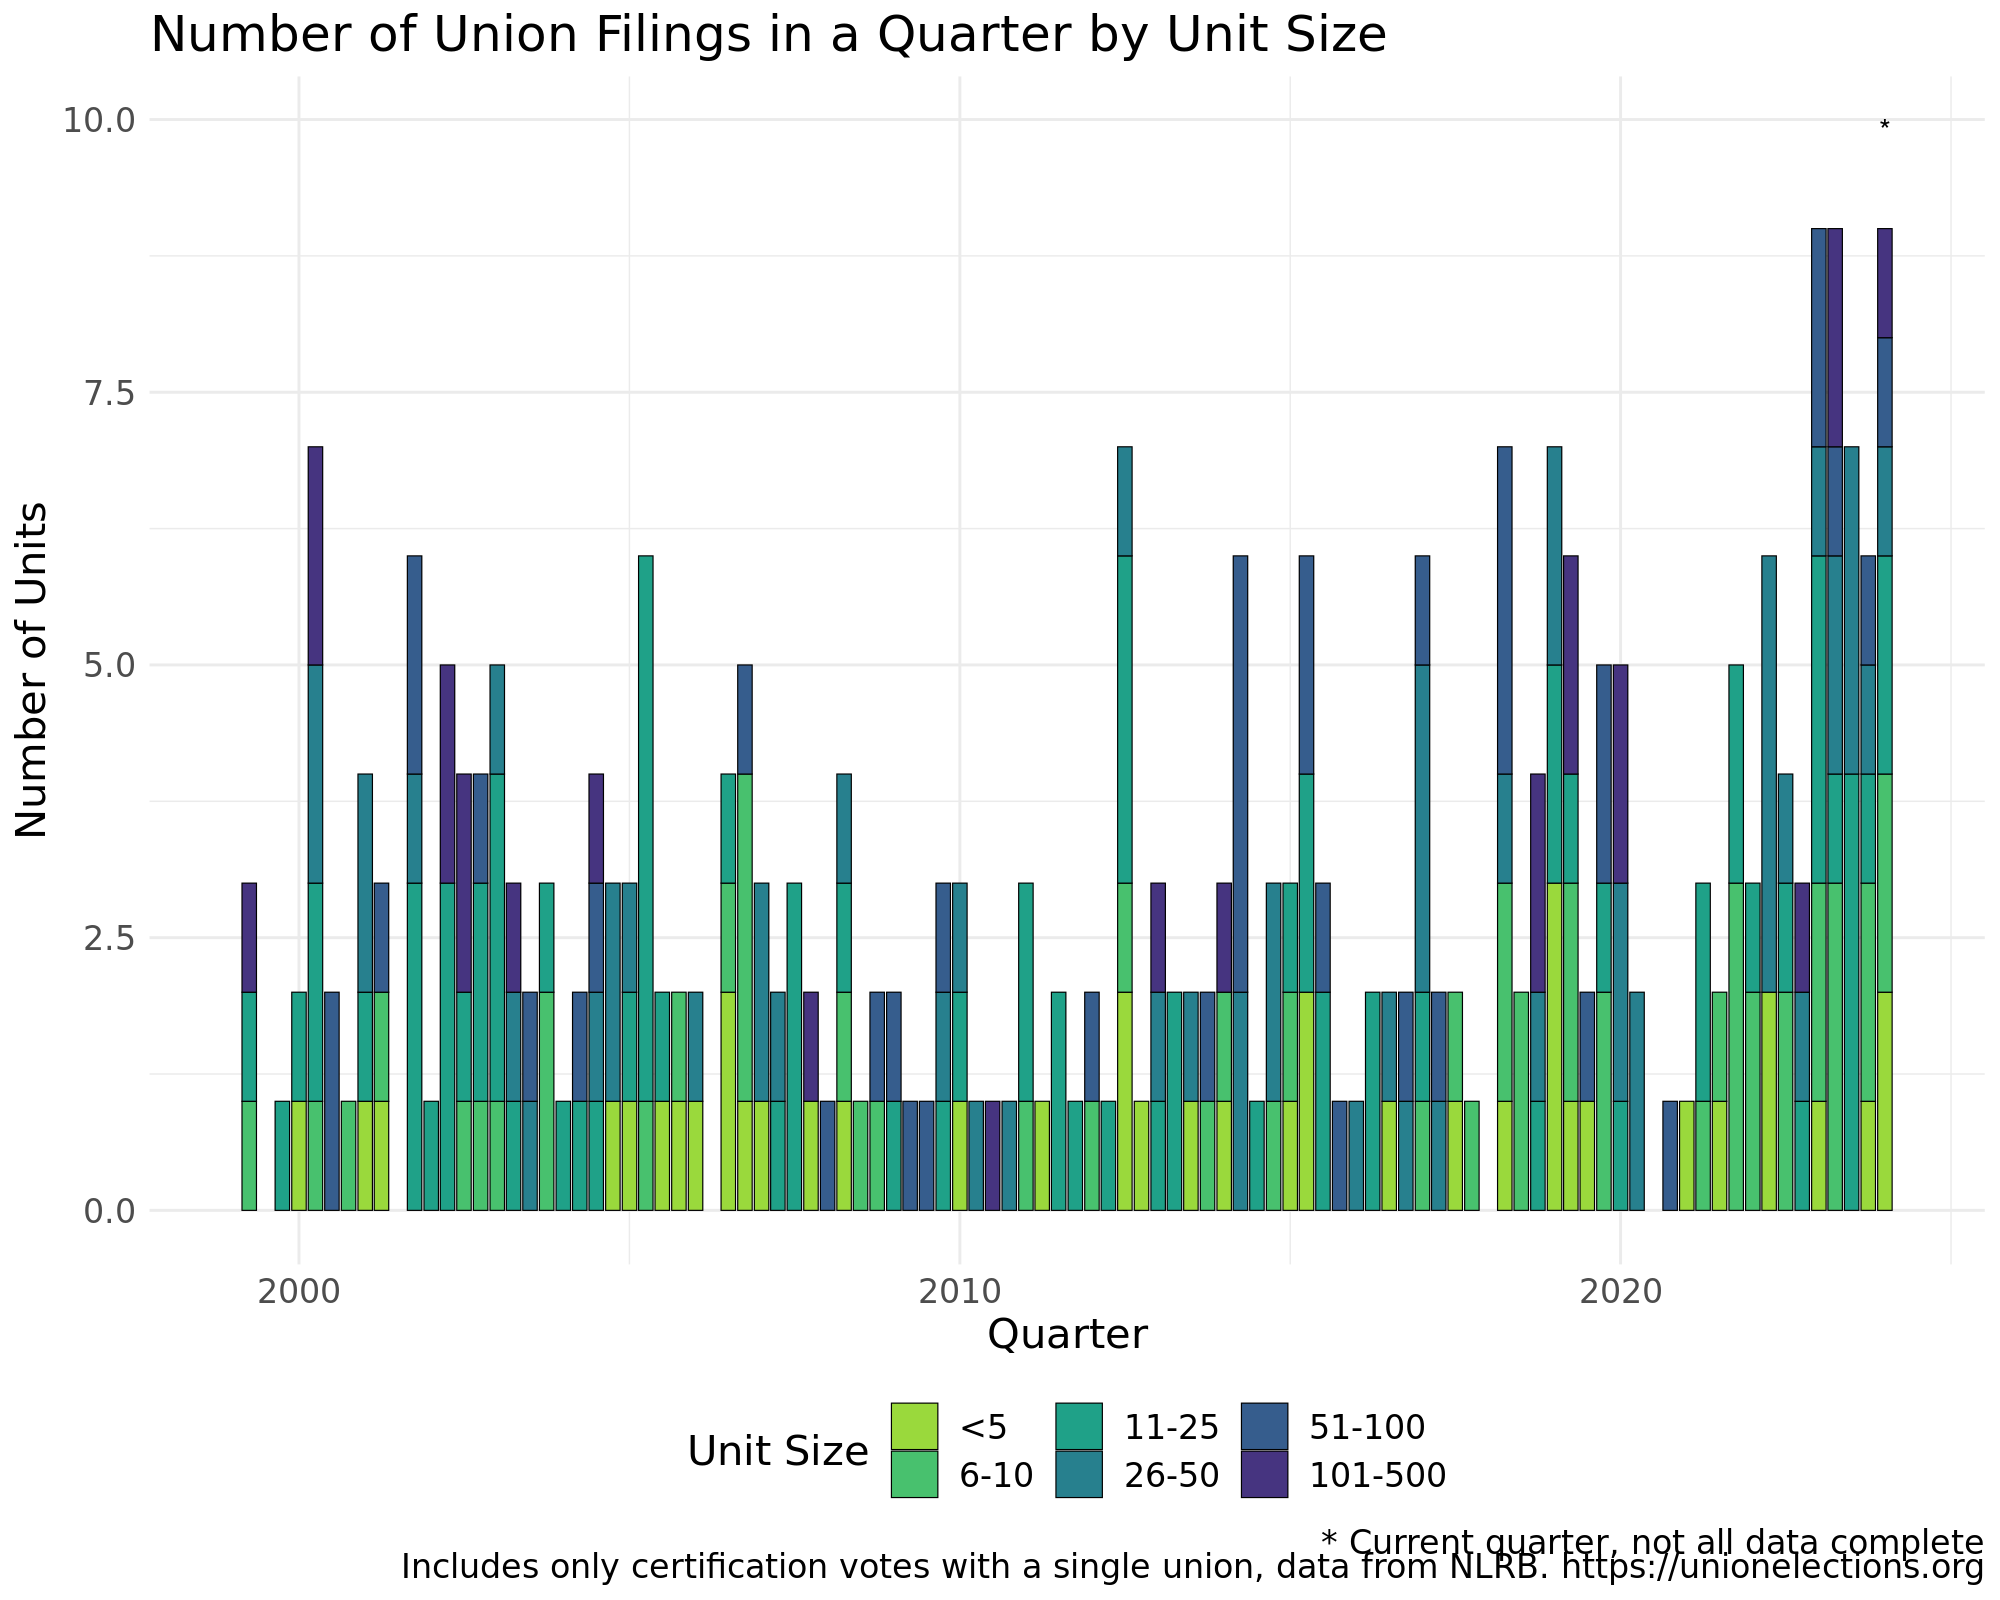 Number of Union Filings in a Quarter by Unit Size
10.0
*
7.5
5.0
2.5
0.0
Number of Units
2000 2010 2020
Quarter
Unit Size
<5 11-25 51-100
6-10 26-50 101-500
* Current quarter, not all data complete
Includes only certification votes with a single union, data from NLRB. https://unionelections.org